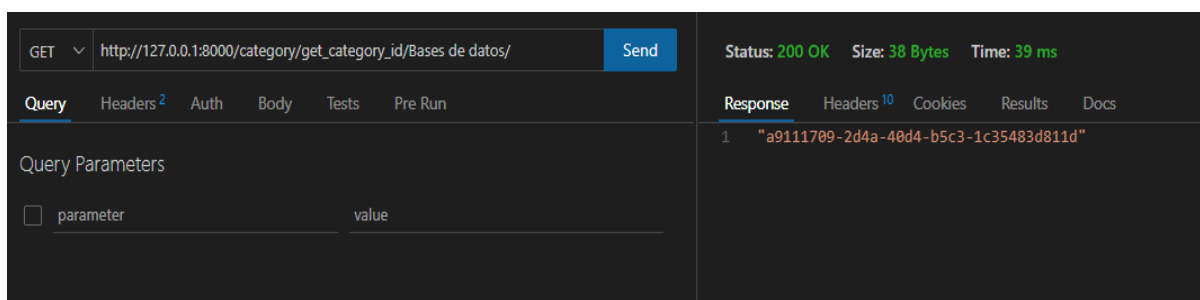 GET http://127.0.0.1:8000/category/get_category_id/Bases de datos/ Send
Query Headers 2 Auth Body Tests Pre Run
Query Parameters
parameter value
Status: 200 OK Size: 38 Bytes Time: 39 ms
Response Headers 10 Cookies Results Docs
1 "a9111709-2d4a-40d4-b5c3-1c35483d811d"